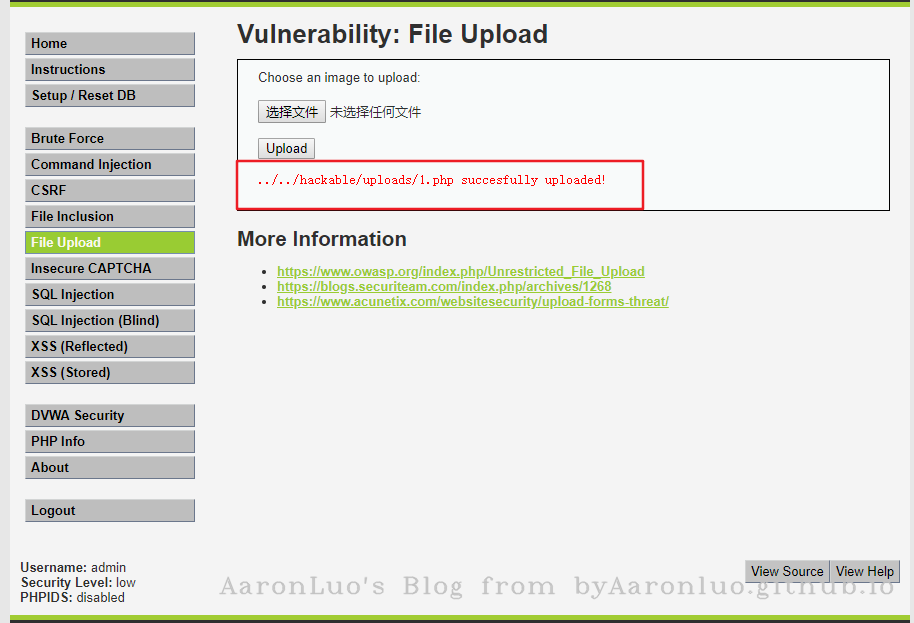 Vulnerability: File Upload
Home
Instructions
Setup / Reset DB
Brute Force
Command Injection
CSRF
File Inclusion
File Upload
Insecure CAPTCHA
SQL Injection
SQL Injection (Blind)
XSS (Reflected)
XSS (Stored)
DVWA Security
PHP Info
About
Logout
Choose an image to upload:
选择文件 未选择任何文件
Upload
../../hackable/uploads/1.php succesfully uploaded!
More Information
https://www.owasp.org/index.php/Unrestricted_File_Upload
https://blogs.securiteam.com/index.php/archives/1268
https://www.acunetix.com/websitesecurity/upload-forms-threat/
Username: admin
Security Level: low
PHPIDS: disabled
View Source View Help
AaronLuo's Blog from byAaronluo.github.io